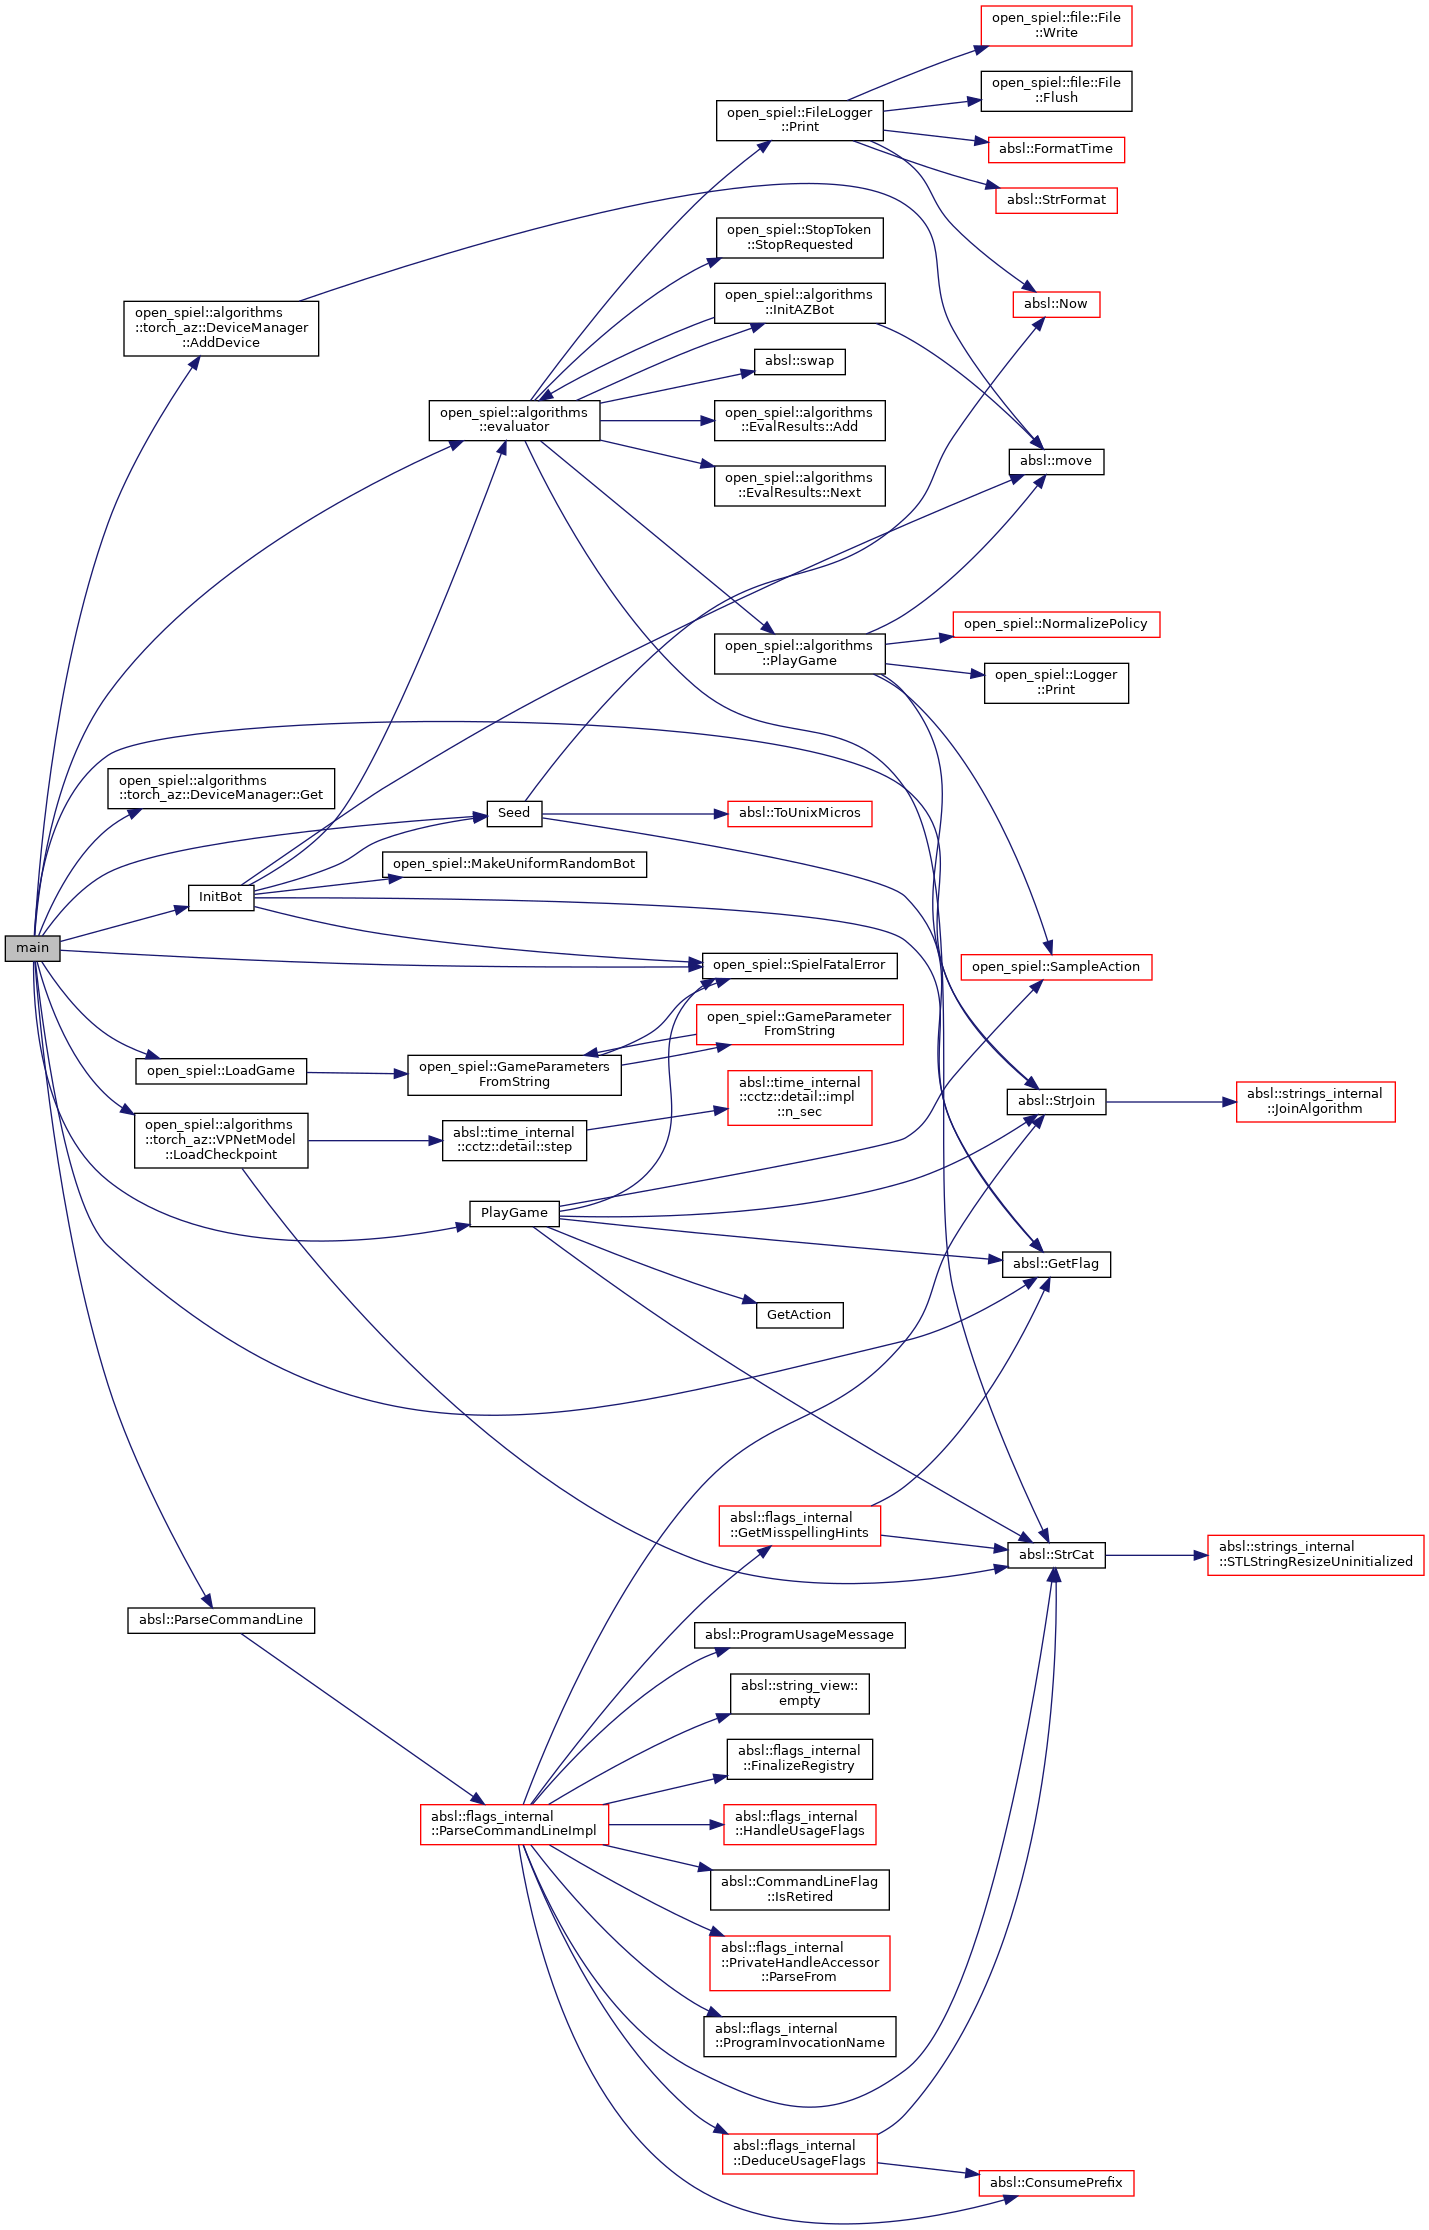 open_spiel::file::File
::Write
open_spiel::file::File
::Flush
open_spiel::FileLogger
::Print
absl::FormatTime
absl::StrFormat
open_spiel::StopToken
::StopRequested
open_spiel::algorithms
::InitAZBot
absl::Now
open_spiel::algorithms
::torch_az::DeviceManager
::AddDevice
absl::swap
open_spiel::algorithms
::evaluator
open_spiel::algorithms
::EvalResults::Add
absl::move
open_spiel::algorithms
::EvalResults::Next
open_spiel::NormalizePolicy
open_spiel::algorithms
::PlayGame
open_spiel::Logger
::Print
open_spiel::algorithms
::torch_az::DeviceManager::Get
Seed
absl::ToUnixMicros
open_spiel::MakeUniformRandomBot
InitBot
main
open_spiel::SpielFatalError
open_spiel::SampleAction
open_spiel::GameParameter
FromString
open_spiel::LoadGame
open_spiel::GameParameters
FromString
absl::time_internal
::cctz::detail::impl
::n_sec
absl::StrJoin
absl::strings_internal
::JoinAlgorithm
open_spiel::algorithms
::torch_az::VPNetModel
::LoadCheckpoint
absl::time_internal
::cctz::detail::step
PlayGame
absl::GetFlag
GetAction
absl::flags_internal
::GetMisspellingHints
absl::StrCat
absl::strings_internal
::STLStringResizeUninitialized
absl::ParseCommandLine
absl::ProgramUsageMessage
absl::string_view::
empty
absl::flags_internal
::FinalizeRegistry
absl::flags_internal
::ParseCommandLineImpl
absl::flags_internal
::HandleUsageFlags
absl::CommandLineFlag
::IsRetired
absl::flags_internal
::PrivateHandleAccessor
::ParseFrom
absl::flags_internal
::ProgramInvocationName
absl::flags_internal
::DeduceUsageFlags
absl::ConsumePrefix